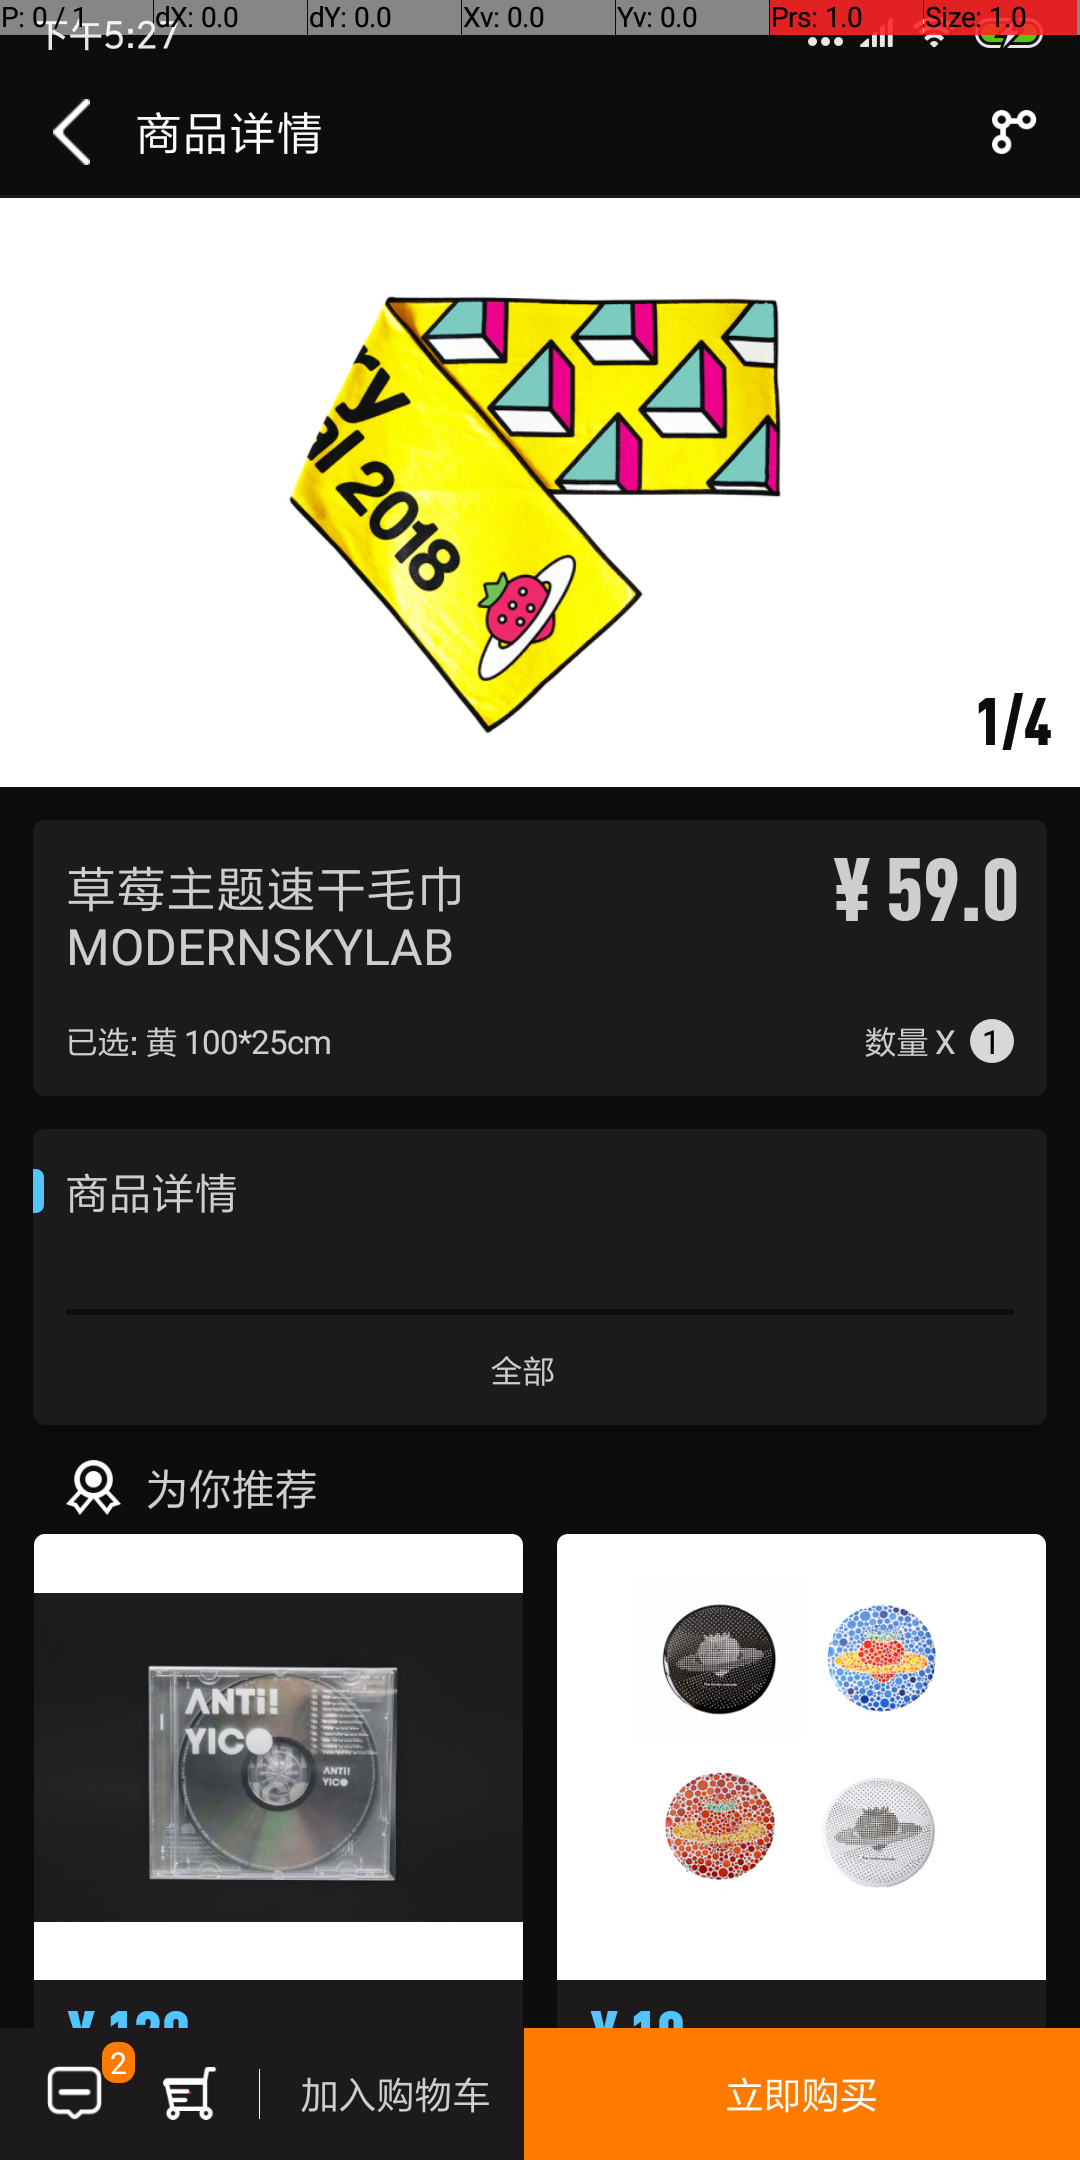 P: 0 / 1 dX: 0.0 dY: 0.0 Xv: 0.0 Yv: 0.0 Prs: 1.0 Size: 1.0
下午5:27
商品详情
ry
al 2018
1/4
草莓主题速干毛巾 ¥ 59.0
MODERNSKYLAB
已选: 黄 100*25cm 数量 X 1
商品详情
全部
为你推荐
ANTi!
YICO
ANTi!
YICO
2
加入购物车 立即购买